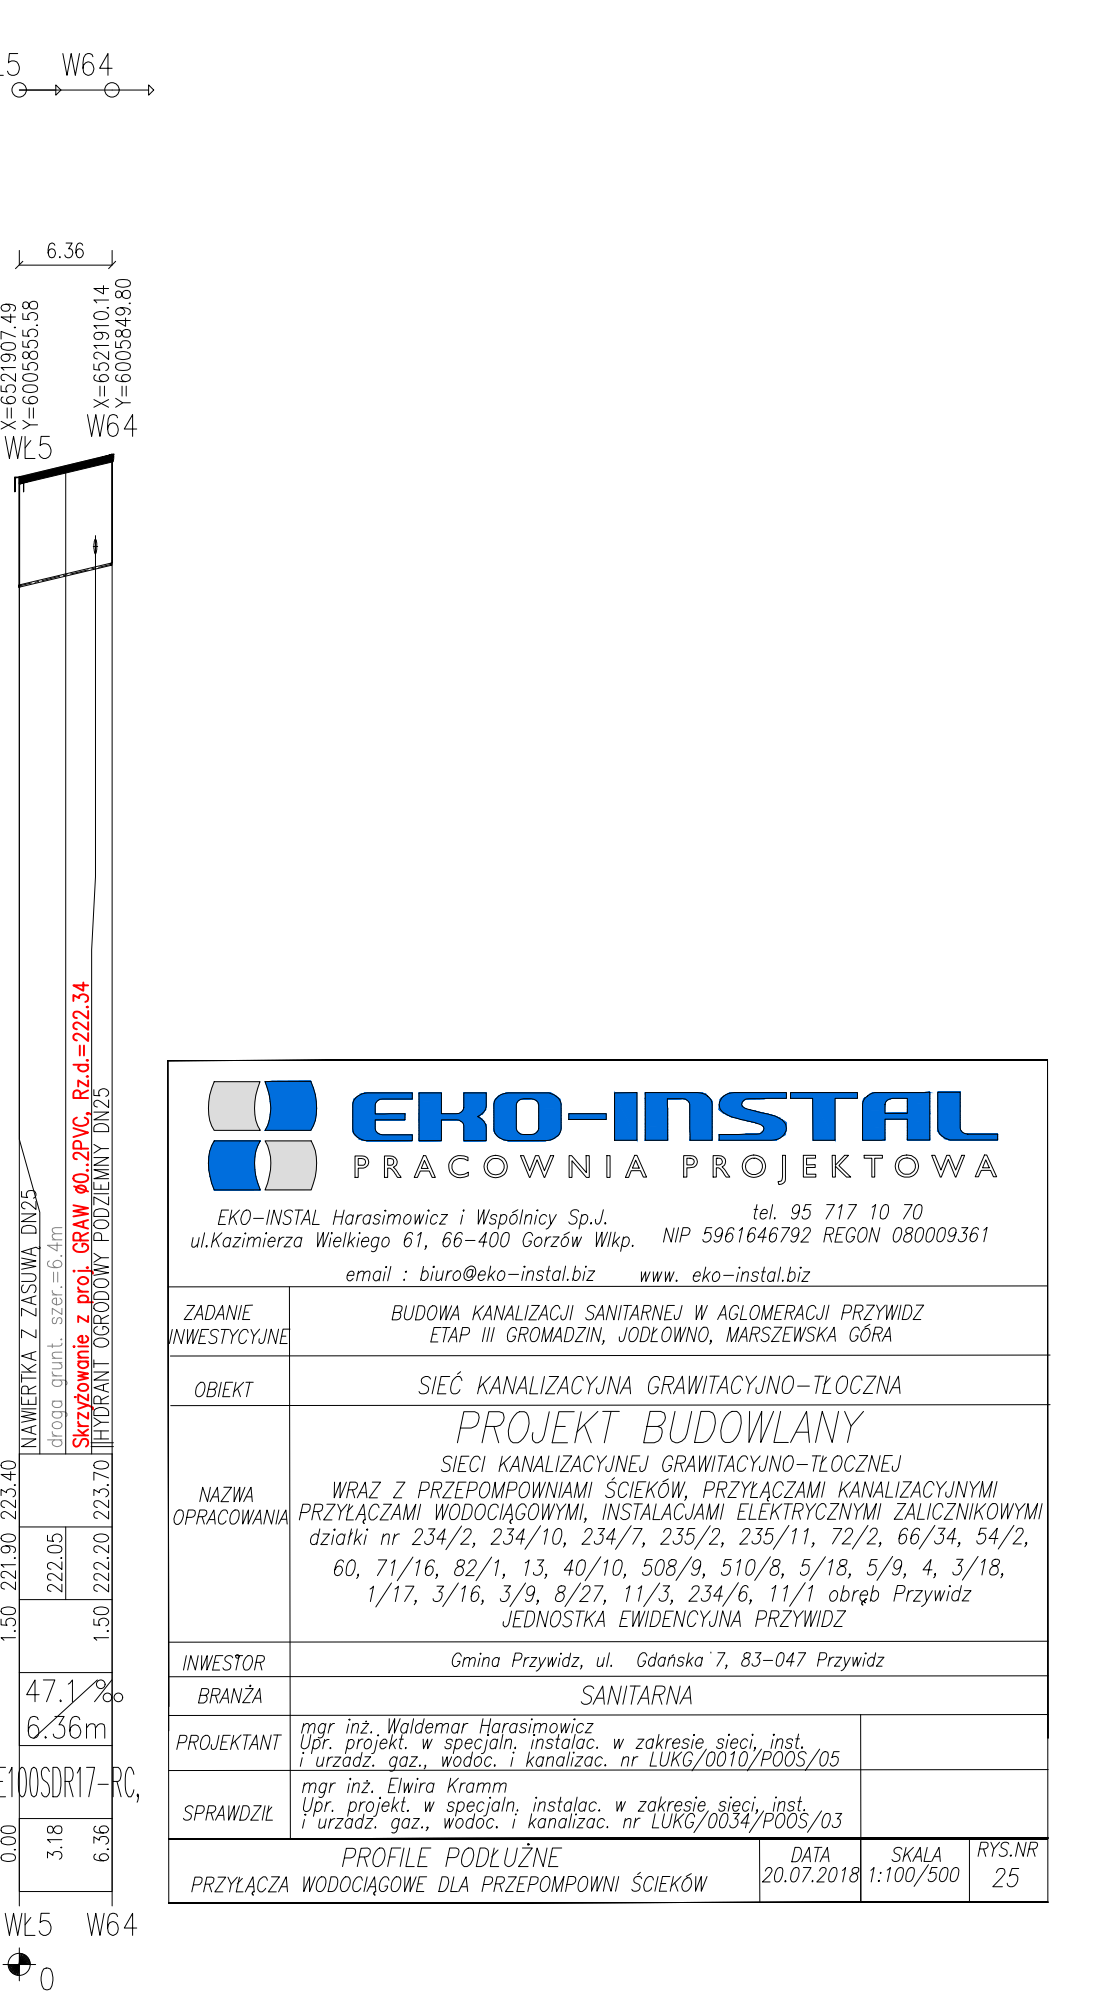 W64
6.36
X=6521907.49
Y=6005855.58
X=6521910.14
Y=6005849.80
WŁ5
W64
NAWIERTKA Z ZASUWĄ DN25
droga grunt. szer.=6.4m
Skrzyżowanie z proj. GRAW ø0..2PVC, Rz.d.=222.34
HYDRANT OGRODOWY PODZIEMNY DN25
223.40
223.70
221.90
222.05
222.20
1.50
1.50
47.1‰
6.36m
E100SDR17-RC,
0.00
3.18
6.36
WŁ5
W64
0
EKO-INSTAL
PRACOWNIA PROJEKTOWA
EKO-INSTAL Harasimowicz i Wspólnicy Sp.J.
ul.Kazimierza Wielkiego 61, 66-400 Gorzów Wlkp.
tel. 95 717 10 70
NIP 5961646792 REGON 080009361
email : biuro@eko-instal.biz
www. eko-instal.biz
ZADANIE
INWESTYCYJNE
BUDOWA KANALIZACJI SANITARNEJ W AGLOMERACJI PRZYWIDZ
ETAP III GROMADZIN, JODŁOWNO, MARSZEWSKA GÓRA
OBIEKT
SIEĆ KANALIZACYJNA GRAWITACYJNO-TŁOCZNA
NAZWA
OPRACOWANIA
PROJEKT BUDOWLANY
SIECI KANALIZACYJNEJ GRAWITACYJNO-TŁOCZNEJ
WRAZ Z PRZEPOMPOWNIAMI ŚCIEKÓW, PRZYŁĄCZAMI KANALIZACYJNYMI
PRZYŁĄCZAMI WODOCIĄGOWYMI, INSTALACJAMI ELEKTRYCZNYMI ZALICZNIKOWYMI
działki nr 234/2, 234/10, 234/7, 235/2, 235/11, 72/2, 66/34, 54/2,
60, 71/16, 82/1, 13, 40/10, 508/9, 510/8, 5/18, 5/9, 4, 3/18,
1/17, 3/16, 3/9, 8/27, 11/3, 234/6, 11/1 obręb Przywidz
JEDNOSTKA EWIDENCYJNA PRZYWIDZ
INWESTOR
Gmina Przywidz, ul. Gdańska 7, 83-047 Przywidz
BRANŻA
SANITARNA
PROJEKTANT
mgr inż. Waldemar Harasimowicz
Upr. projekt. w specjaln. instalac. w zakresie sieci, inst.
i urzadz. gaz., wodoc. i kanalizac. nr LUKG/0010/POOS/05
SPRAWDZIŁ
mgr inż. Elwira Kramm
Upr. projekt. w specjaln. instalac. w zakresie sieci, inst.
i urzadz. gaz., wodoc. i kanalizac. nr LUKG/0034/POOS/03
PROFILE PODŁUŻNE
PRZYŁĄCZA WODOCIĄGOWE DLA PRZEPOMPOWNI ŚCIEKÓW
DATA
20.07.2018
SKALA
1:100/500
RYS.NR
25